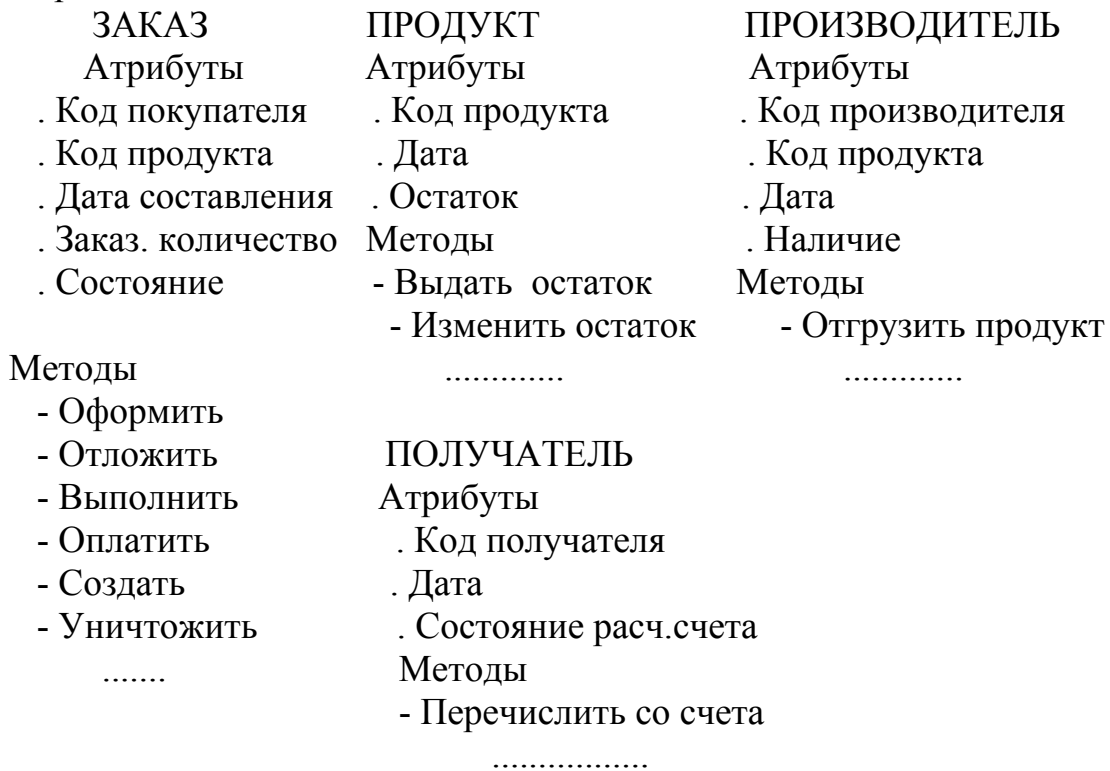 ЗАКАЗ ПРОДУКТ ПРОИЗВОДИТЕЛЬ
Атрибуты Атрибуты Атрибуты
. Код покупателя . Код продукта . Код производителя
. Код продукта . Дата . Код продукта
. Дата составления . Остаток . Дата
. Заказ. количество Методы . Наличие
. Состояние - Выдать остаток Методы
- Изменить остаток - Отгрузить продукт
Методы ............. .............
- Оформить
- Отложить ПОЛУЧАТЕЛЬ
- Выполнить Атрибуты
- Оплатить . Код получателя
- Создать . Дата
- Уничтожить . Состояние расч.счета
....... Методы
- Перечислить со счета
.................